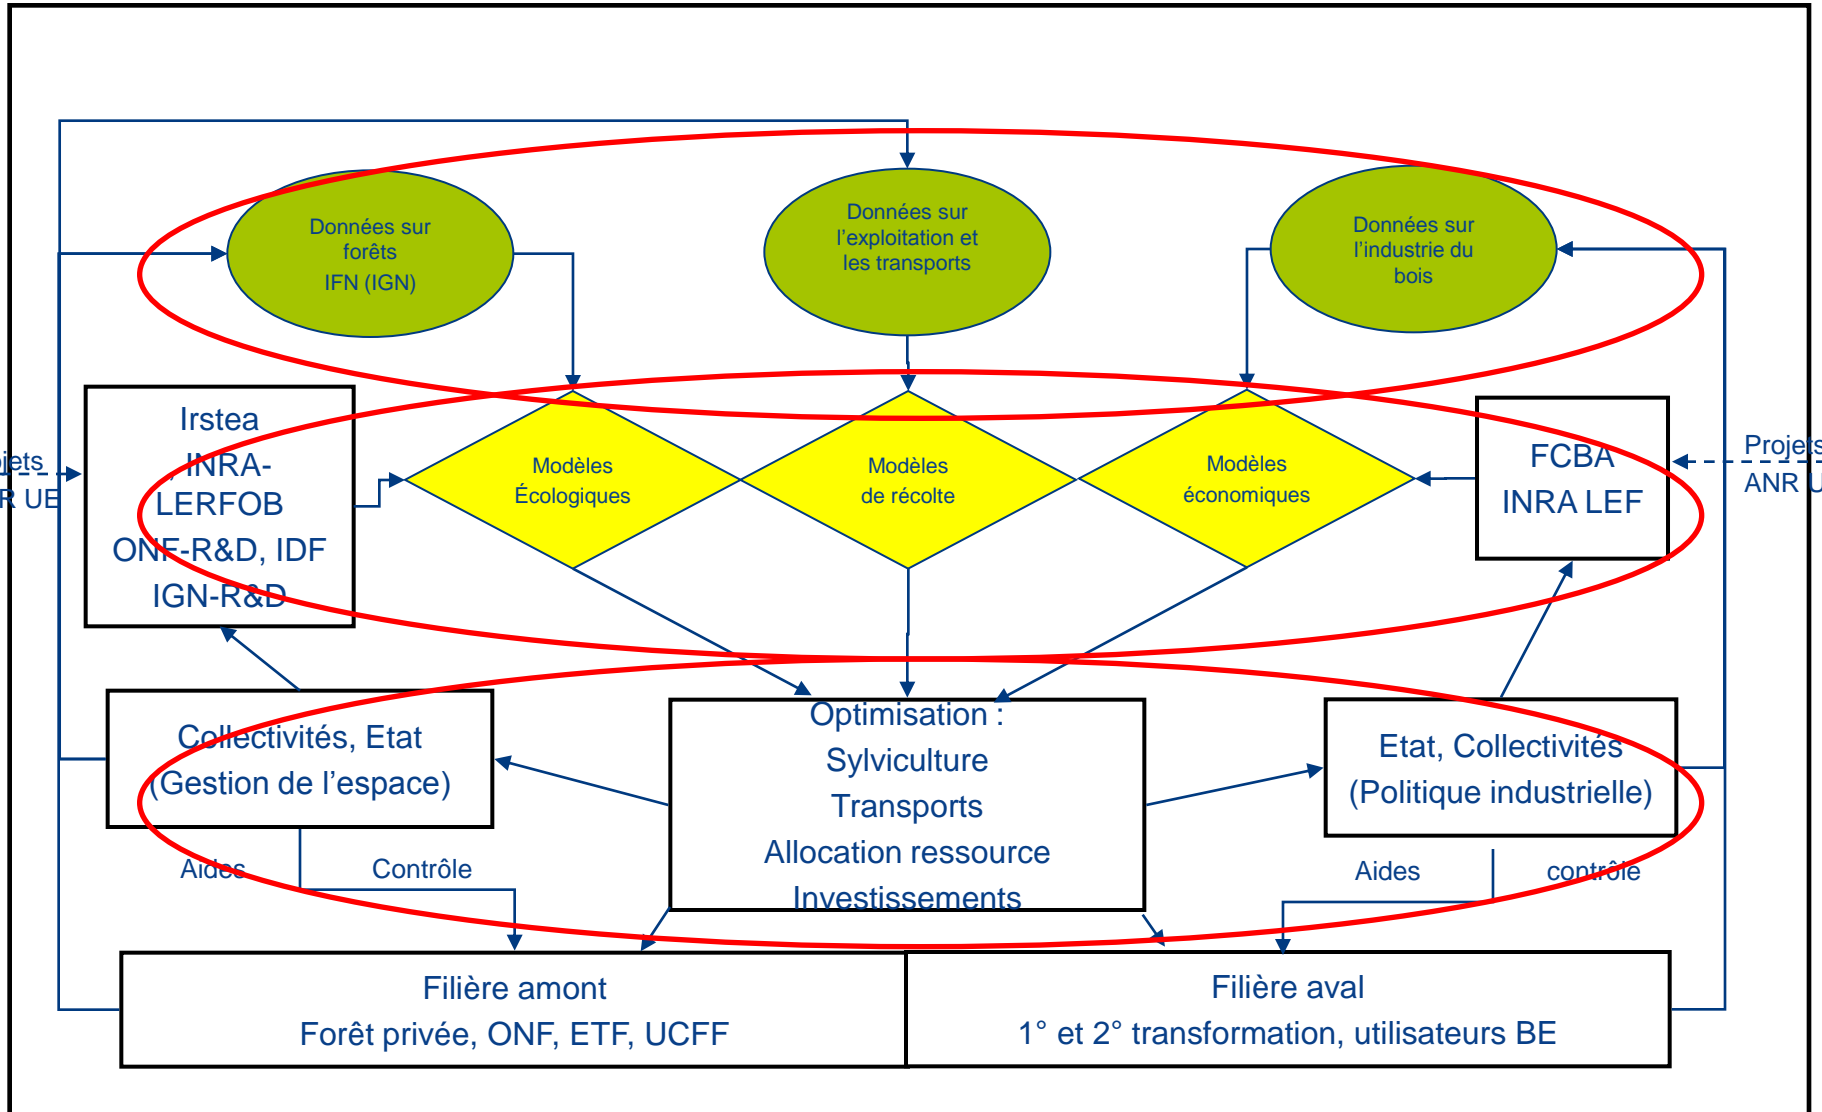 Données sur
forêts
IFN (IGN)
Données sur
l'exploitation et
les transports
Données sur
l'industrie du
bois
Irstea
, INRA-
LERFOB
ONF-R&D, IDF
IGN-R&D
Modèles
Écologiques
Modèles
de récolte
Modèles
économiques
FCBA
INRA LEF
UE
Projets
ANR
Collectivités, Etat
(Gestion de l'espace)
Optimisation :
Sylviculture
Transports
Allocation ressource
Investissements
Etat, Collectivités
(Politique industrielle)
Aides
Contrôle
Aides
contrôle
Filière amont
Forêt privée, ONF, ETF, UCFF
Filière aval
1° et 2° transformation, utilisateurs BE